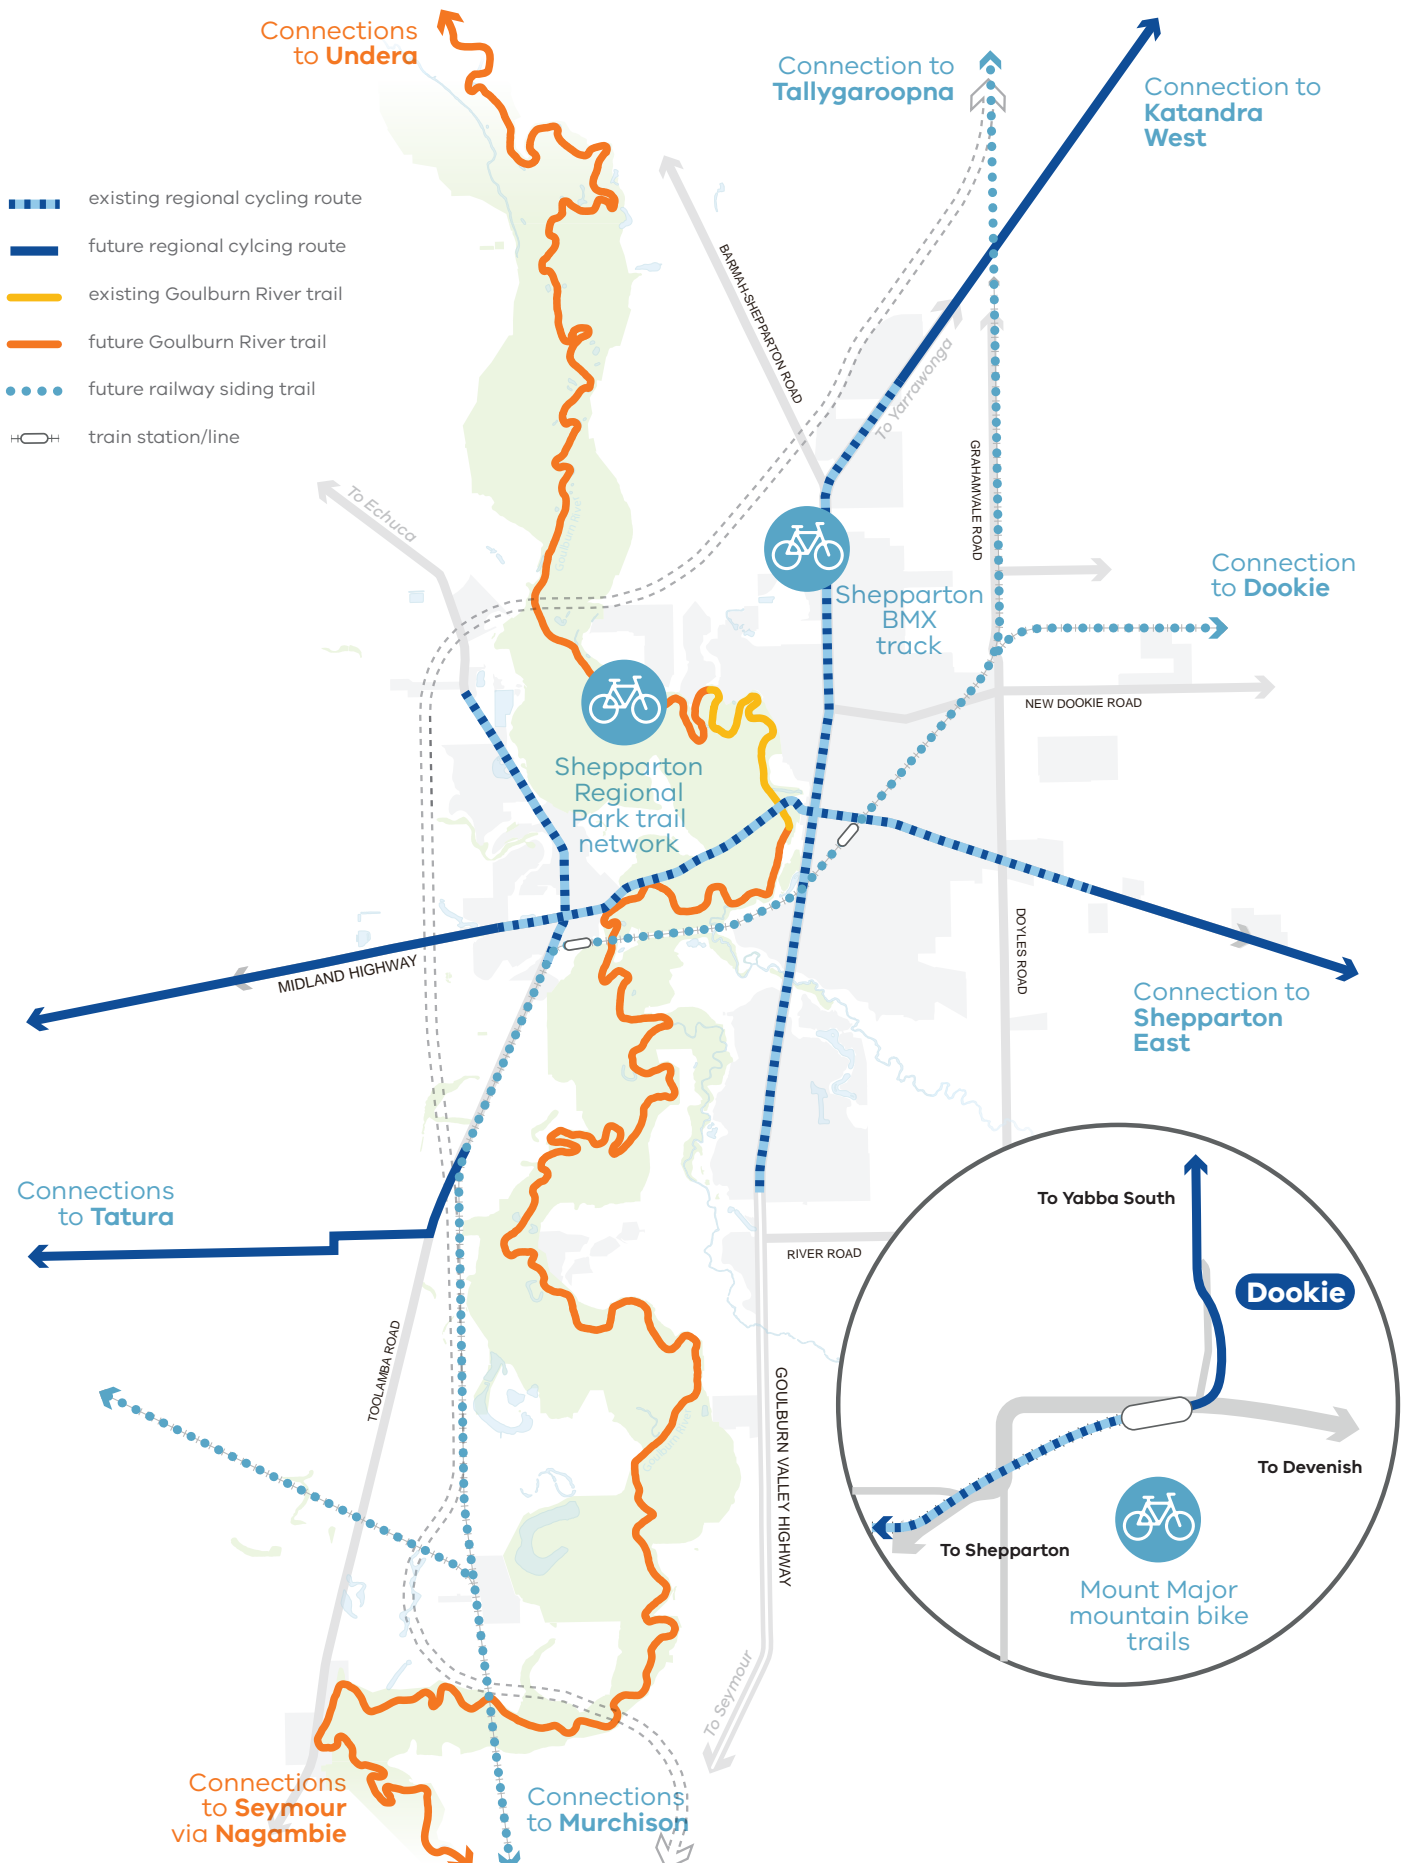 Connections
to Undera
Connection to
Tallygaroopna
Connection to
Katandra
West
existing regional cycling route
future regional cylcing route
existing Goulburn River trail
future Goulburn River trail
future railway siding trail
train station/line
BARMAH-SHEPPARTON ROAD
To Yarrawonga
GRAHAMVALE ROAD
To Echuca
Goulburn River
Connection
to Dookie
Shepparton
BMX
track
NEW DOOKIE ROAD
Shepparton
Regional
Park trail
network
MIDLAND HIGHWAY
DOYLES ROAD
Connection to
Shepparton
East
Connections
to Tatura
RIVER ROAD
TOOLAMBA ROAD
GOULBURN VALLEY HIGHWAY
Goulburn River
To Yabba South
Dookie
To Devenish
To Shepparton
Mount Major
mountain bike
trails
To Seymour
Connections
to Seymour
via Nagambie
Connections
to Murchison